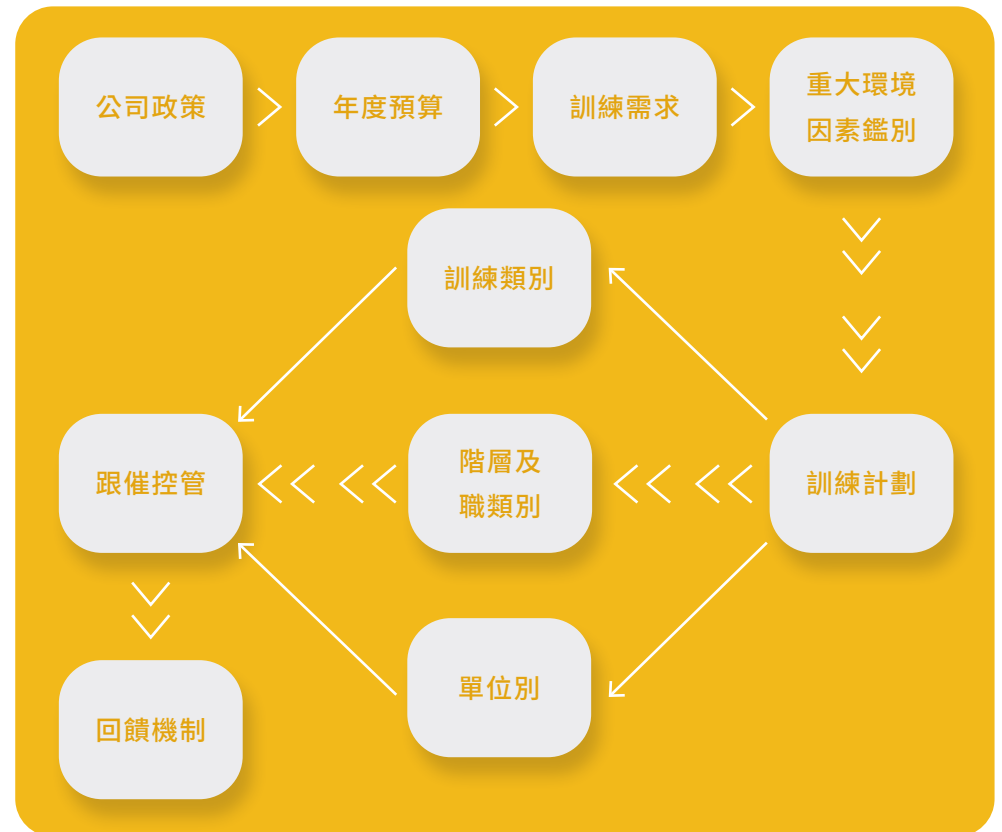 公司政策
年度預算
訓練需求
重大環境
因素鑑別
訓練類別
跟催控管
階層及
職類別
訓練計劃
單位別
回饋機制